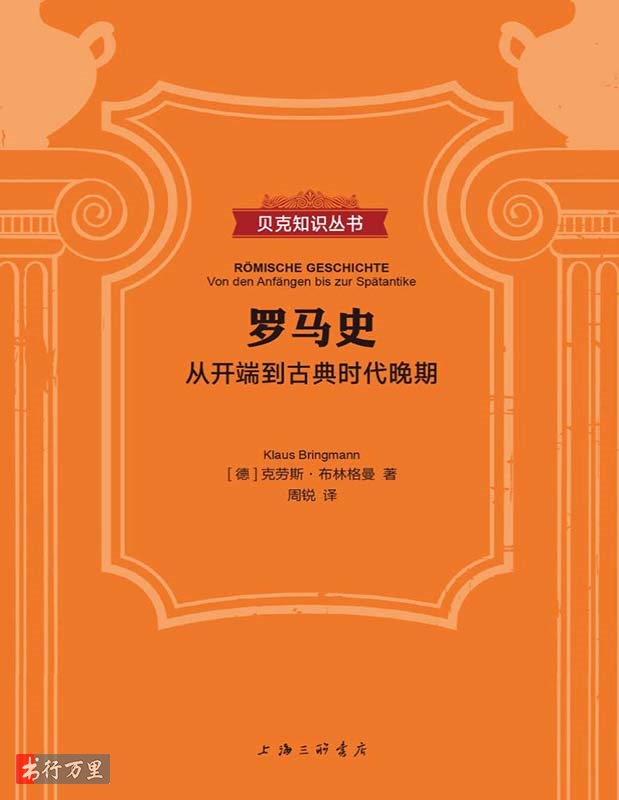 贝克知识丛书
RÖMISCHE GESCHICHTE
Von den Anfängen bis zur Spätantike
罗马史
从开端到古典时代晚期
Klaus Bringmann
[德]克劳斯·布林格曼 著
周锐 译
上海三联书店
书行万里